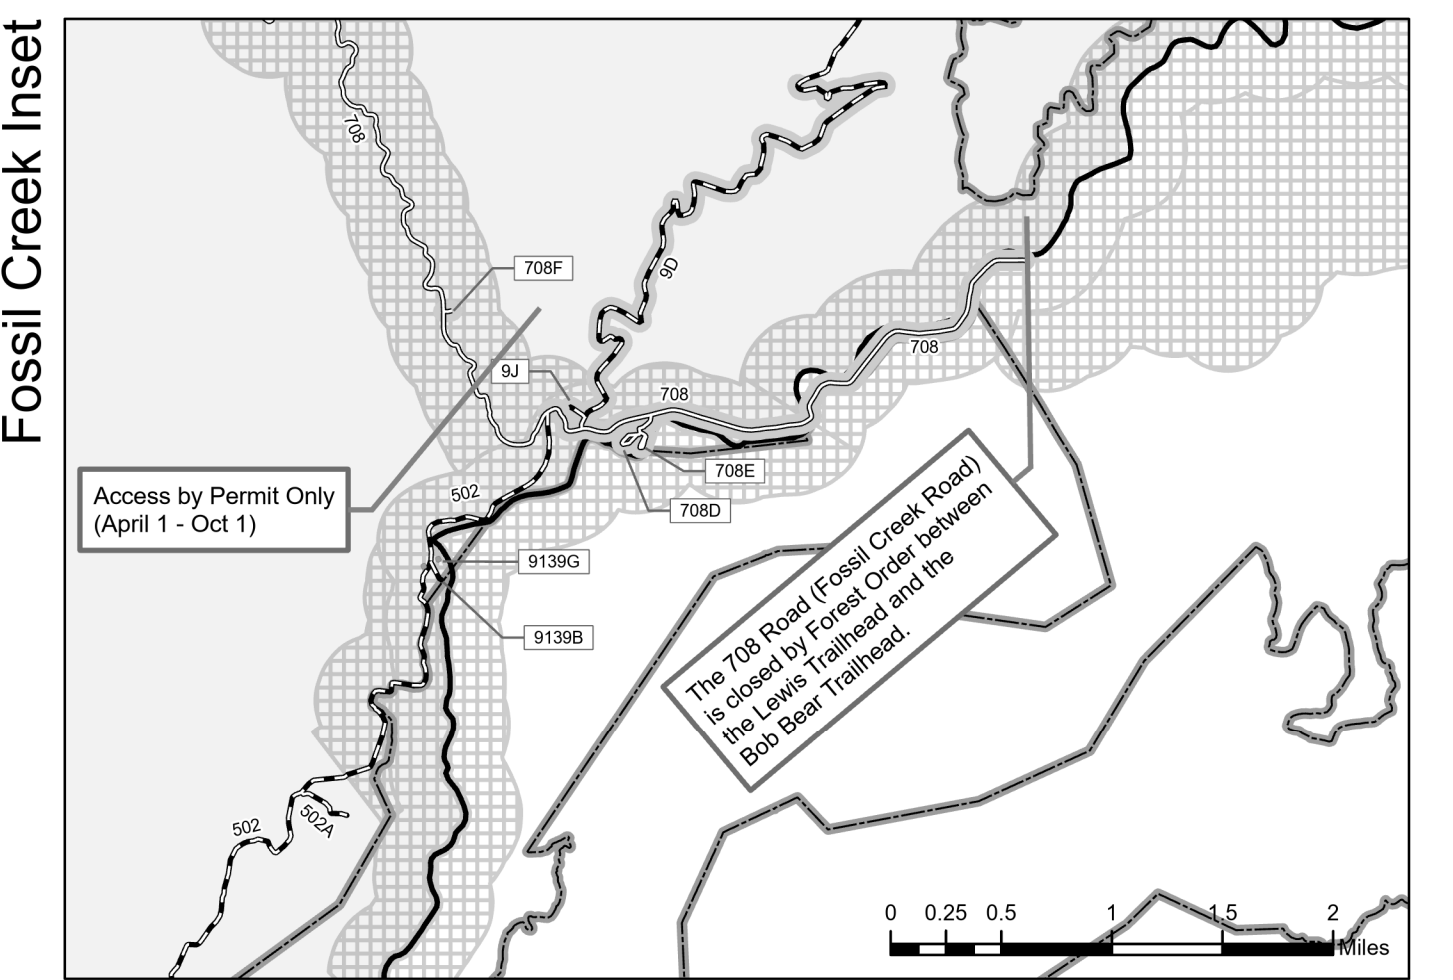 Fossil Creek Inset
708
708F
9D
9J
708
708
708E
708D
502
Access by Permit Only
(April 1 - Oct 1)
9139G
9139B
The 708 Road (Fossil Creek Road)
is closed by Forest Order between
the Lewis Trailhead and the
Bob Bear Trailhead.
502A
502
0 0.25 0.5 1 1.5 2
Miles